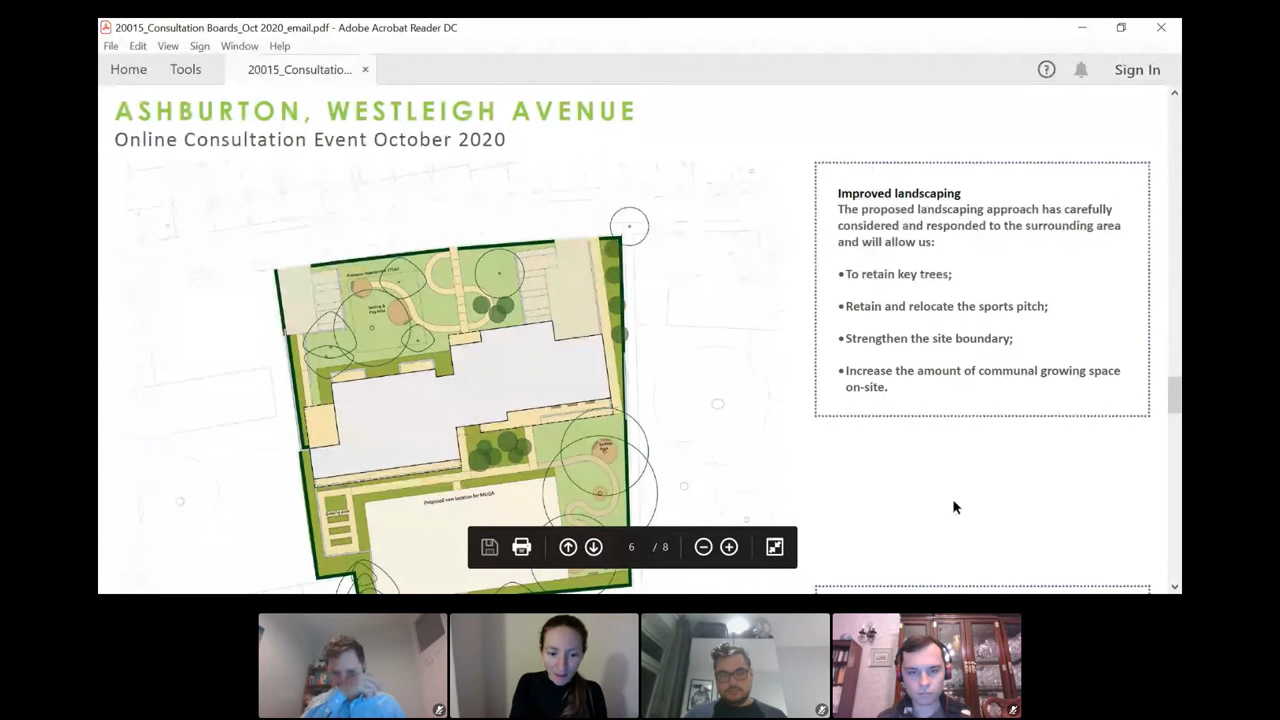 20015_Consultation Boards_Oct 2020_email.pdf - Adobe Acrobat Reader DC
File Edit View Sign Window Help
Home Tools 20015_Consultatio... × Sign In
ASHBURTON, WESTLEIGH AVENUE
Online Consultation Event October 2020
Improved landscaping
The proposed landscaping approach has carefully
considered and responded to the surrounding area
and will allow us:
•To retain key trees;
•Retain and relocate the sports pitch;
•Strengthen the site boundary;
•Increase the amount of communal growing space
on-site.
Proposed new location for MUGA
6 / 8